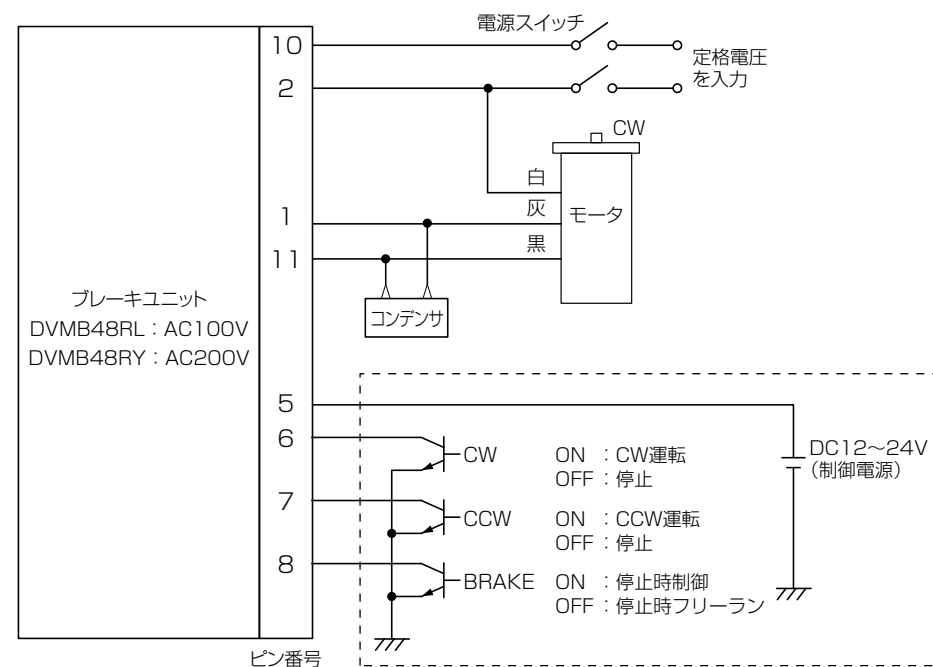 電源スイッチ
10
定格電圧
を入力
2
CW
白
灰
モータ
1
黒
11
コンデンサ
ブレーキユニット
DVMB48RL：AC100V
DVMB48RY：AC200V
5
6
CW
ON ：CW運転
OFF：停止
DC12～24V
（制御電源）
7
CCW
ON ：CCW運転
OFF：停止
8
BRAKE
ON ：停止時制御
OFF：停止時フリーラン
ピン番号